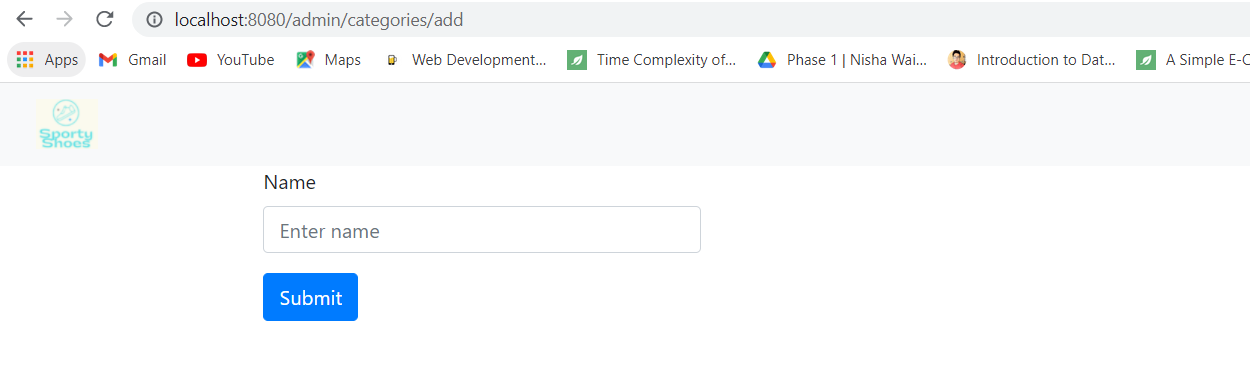 localhost:8080/admin/categories/add
Apps Gmail YouTube Maps Web Development... Time Complexity of... Phase 1 | Nisha Wai... Introduction to Dat... A Simple E-C
Sporty
Shoes
Name
Enter name
Submit